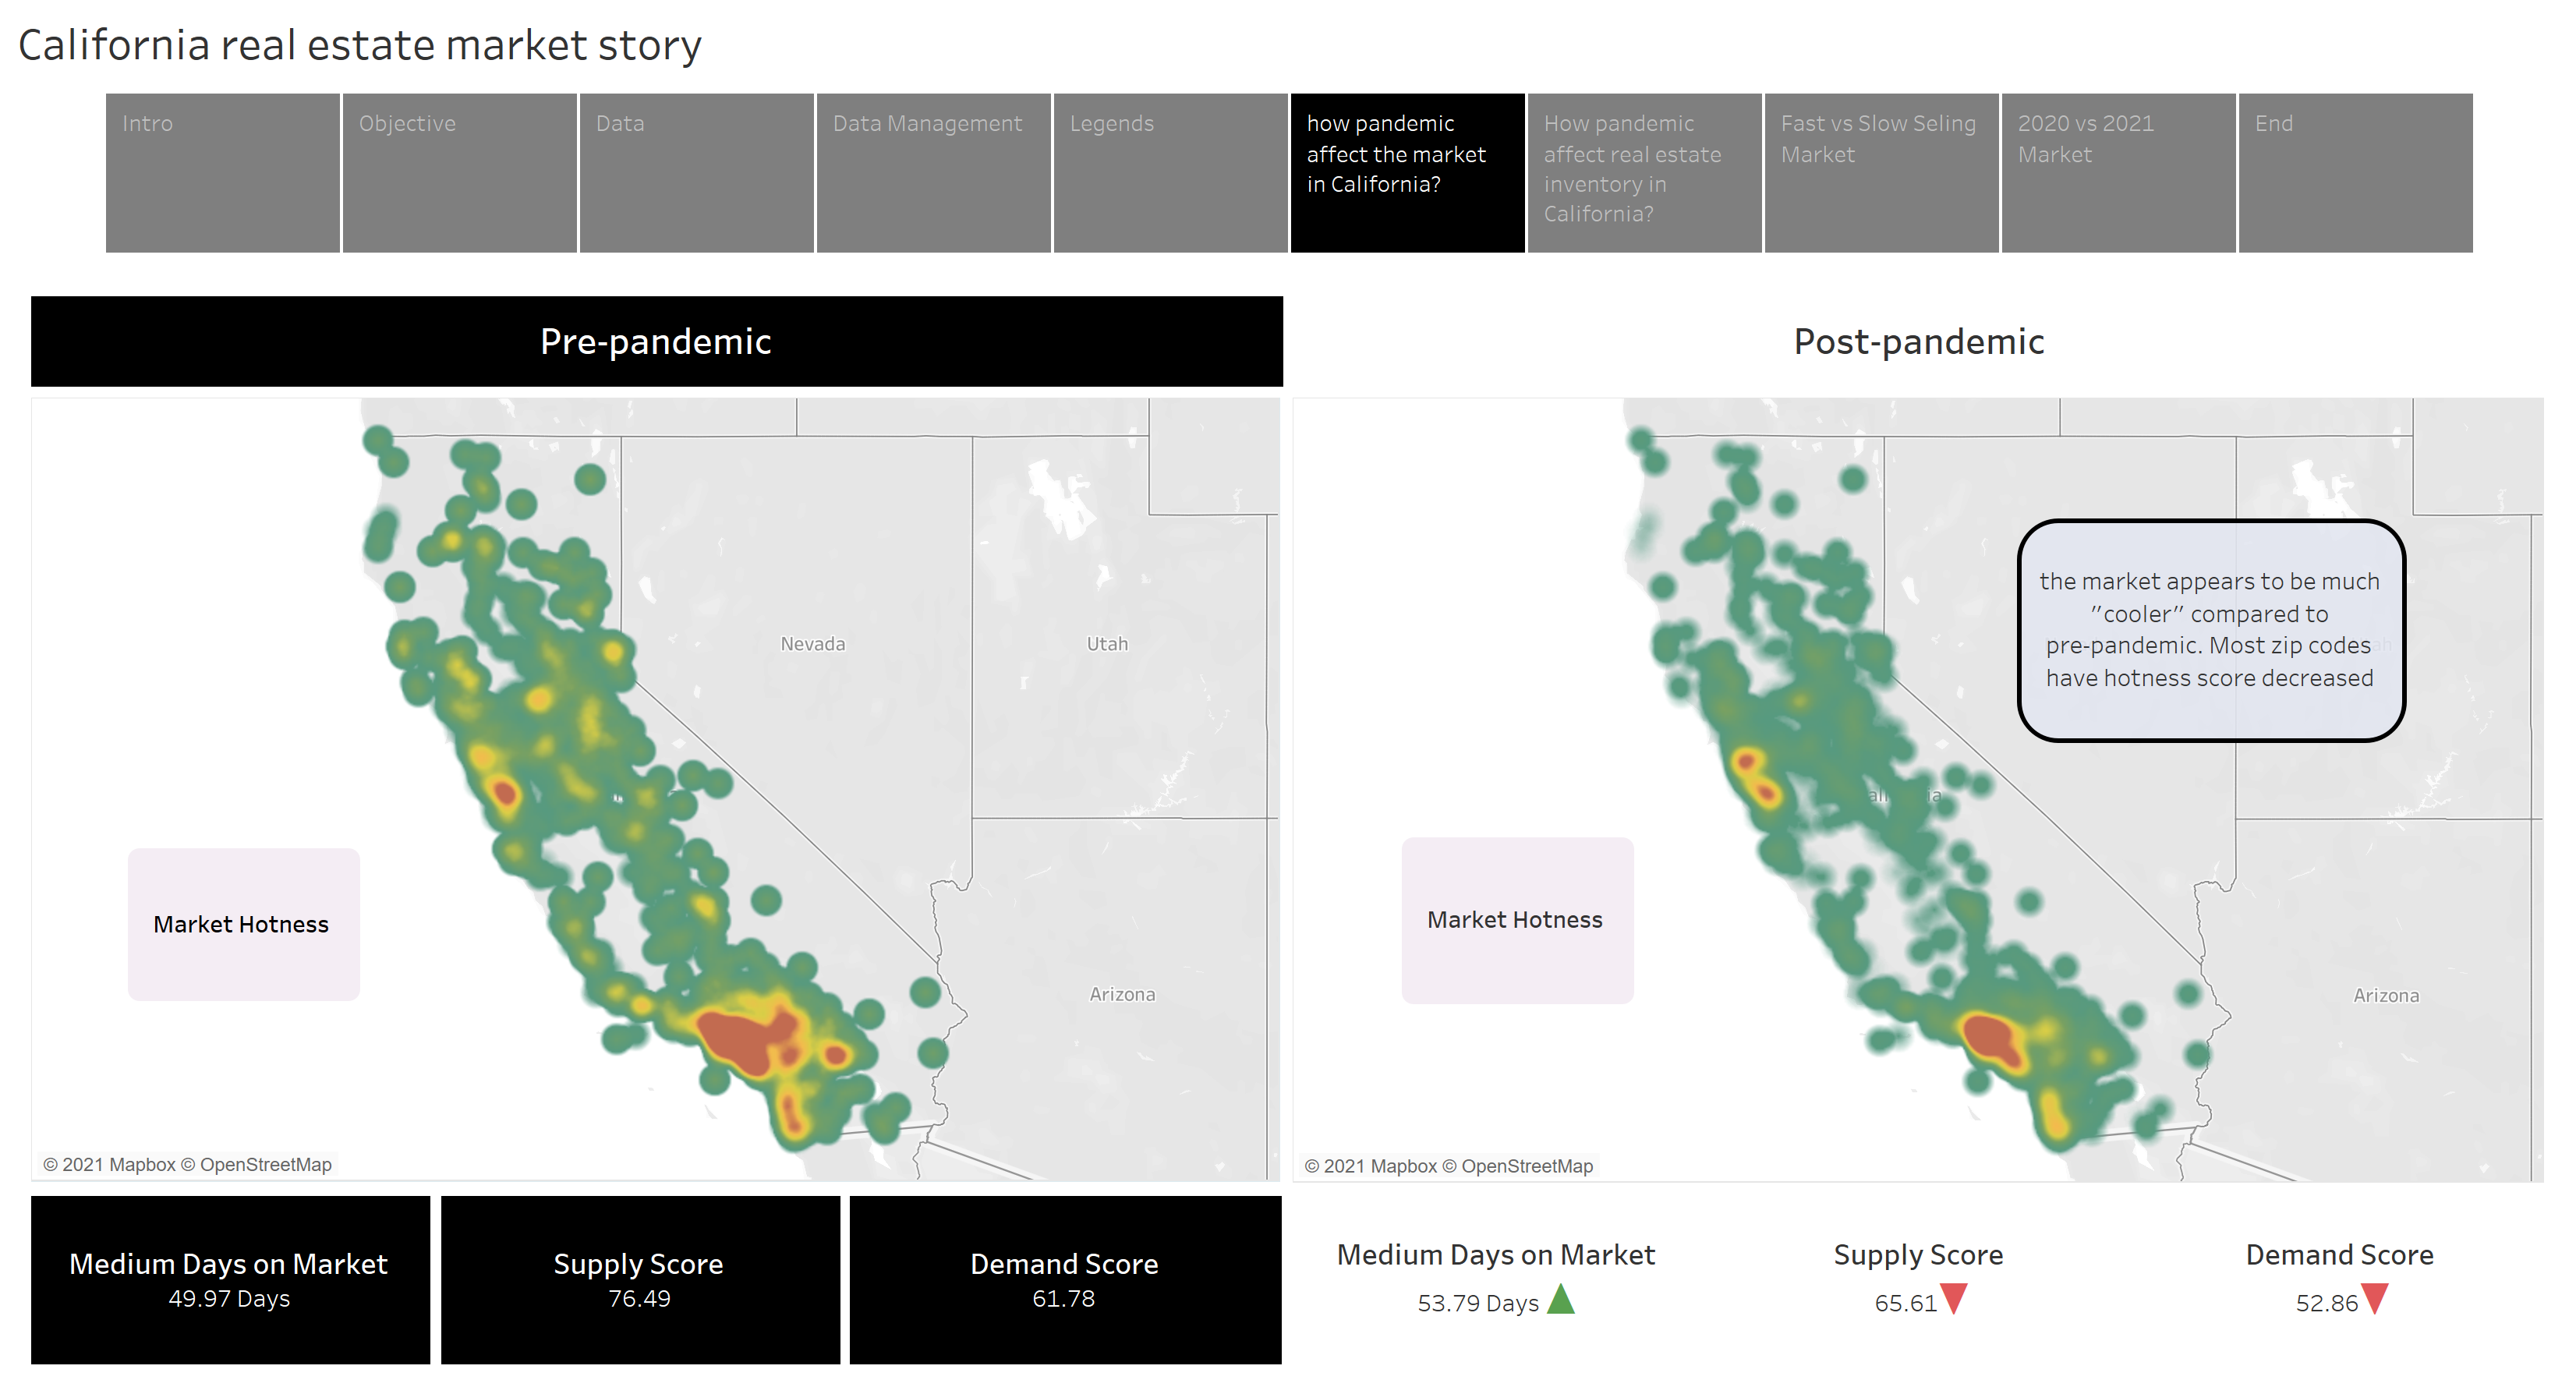 California real estate market story
Intro
Objective
Data
Data Management
Legends
how pandemic
affect the market
in California?
How pandemic
affect real estate
inventory in
California?
Fast vs Slow Seling
Market
2020 vs 2021
Market
End
Pre-pandemic
Post-pandemic
Nevada
Utah
Arizona
Market Hotness
© 2021 Mapbox © OpenStreetMap
the market appears to be much
"cooler" compared to
pre-pandemic. Most zip codes
have hotness score decreased
Arizona
Market Hotness
© 2021 Mapbox © OpenStreetMap
Medium Days on Market
49.97 Days
Supply Score
76.49
Demand Score
61.78
Medium Days on Market
53.79 Days
Supply Score
65.61
Demand Score
52.86